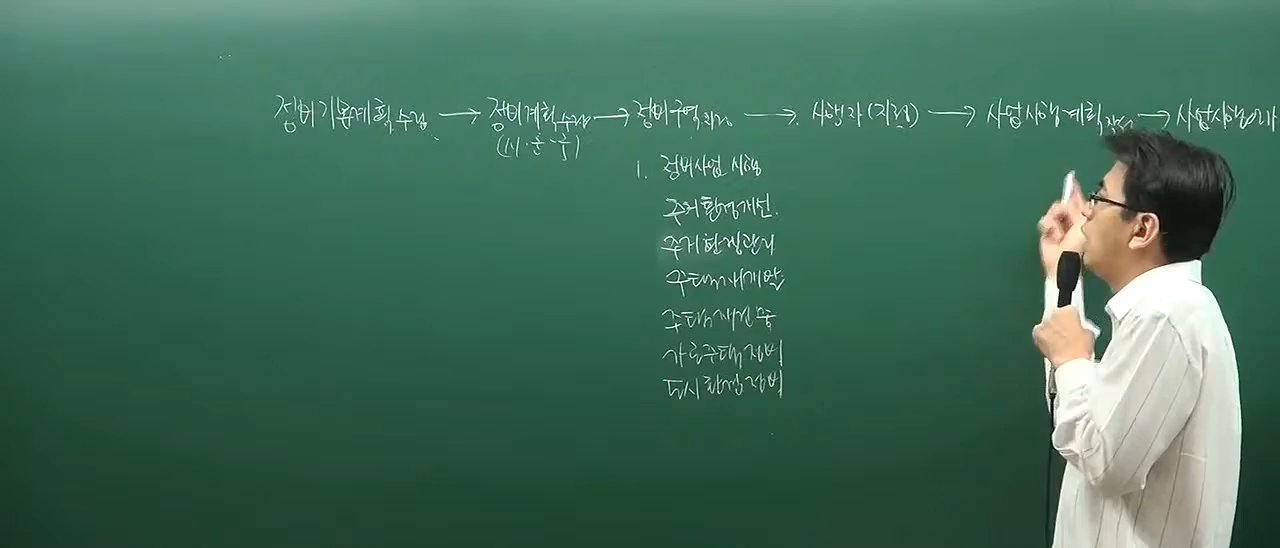 정비기본계획수립 → 정비계획수립 → 정비구역지정 → 시행자(지정) → 사업시행계획작성 → 사업시행인가
(시·군·구)
1. 정비사업 시행
주거환경개선.
주거환경관리
주택재개발
주택재건축
가로주택정비
도시환경정비